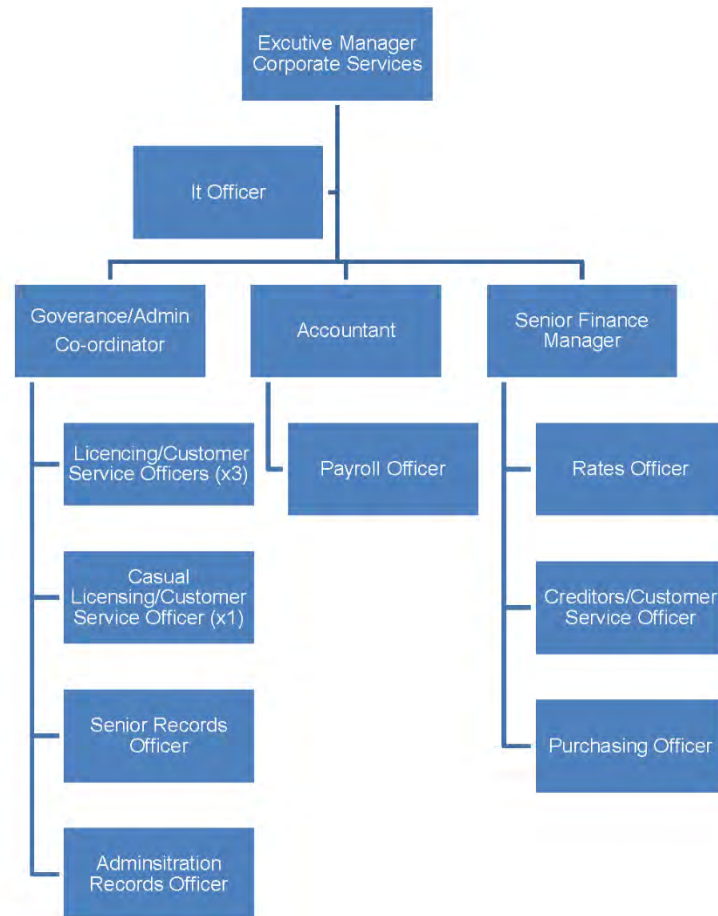 Excutive Manager
Corporate Services
It Officer
Goverance/Admin
Co-ordinator
Accountant
Senior Finance
Manager
Licencing/Customer
Service Officers (x3)
Payroll Officer
Rates Officer
Casual
Licensing/Customer
Service Officer (x1)
Creditors/Customer
Service Officer
Senior Records
Officer
Purchasing Officer
Adminsitration
Records Officer